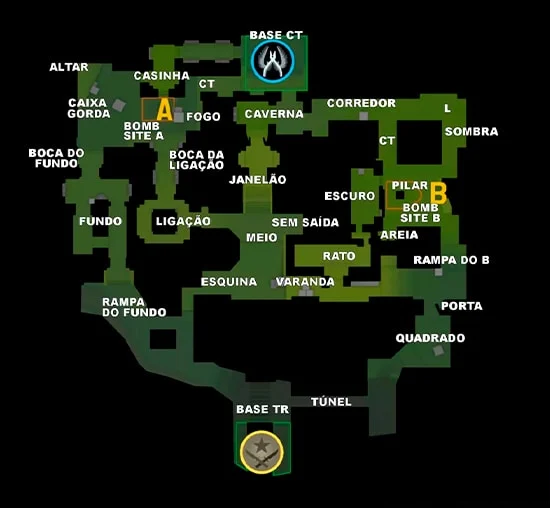 BASE CT
ALTAR
CASINHA
CT
CAIXA
GORDA
A
BOMB
SITE A
FOGO
CAVERNA
CORREDOR
L
SOMBRA
CT
BOCA DO
FUNDO
BOCA DA
LIGAÇÃO
JANELÃO
ESCURO
PILAR
B
BOMB
SITE B
FUNDO
LIGAÇÃO
SEM SAÍDA
MEIO
AREIA
RATO
RAMPA DO B
ESQUINA
VARANDA
RAMPA
DO FUNDO
PORTA
QUADRADO
BASE TR
TÚNEL